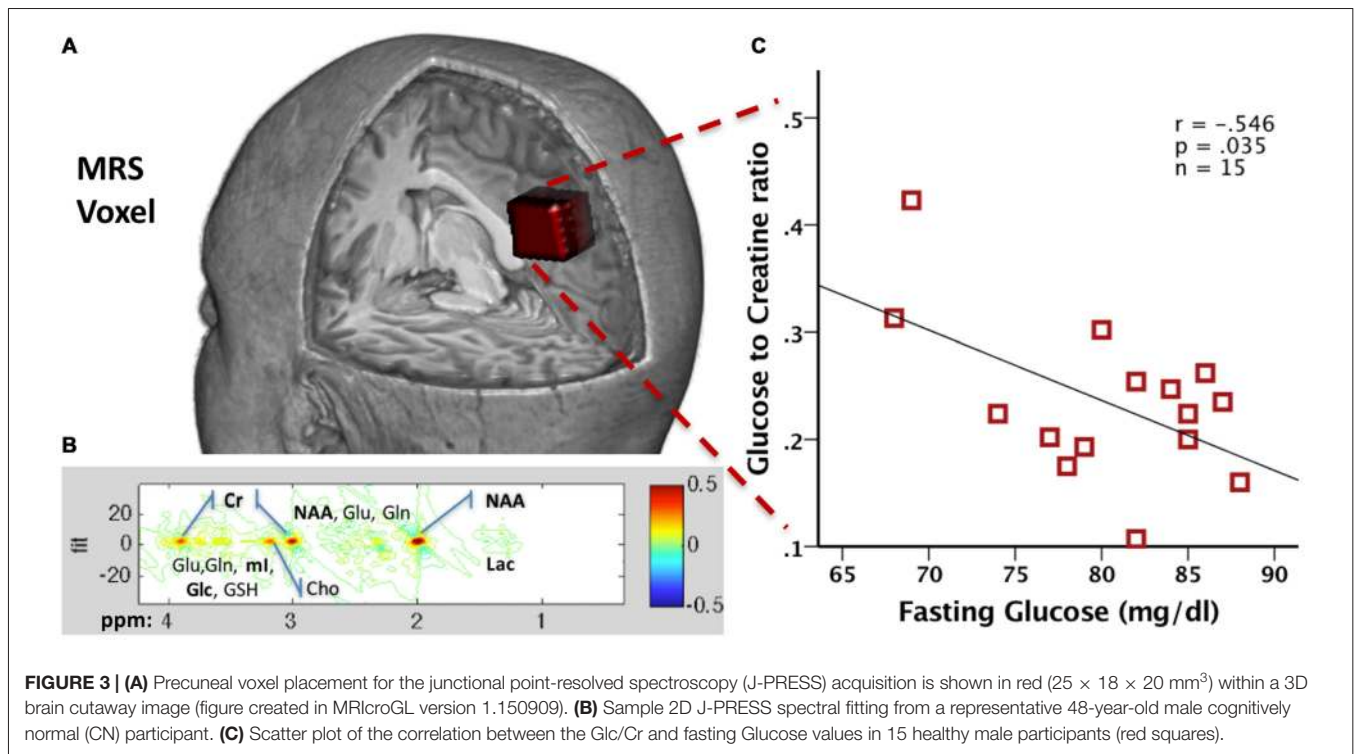 A
MRS
Voxel
B
0.5
0
-0.5
20
0
-20
fit
Cr
NAA, Glu, Gln
NAA
Glu,Gln, mI,
Glc, GSH
Cho
Lac
ppm: 4 3 2 1
C
Glucose to Creatine ratio
.5
.4
.3
.2
.1
r = -.546
p = .035
n = 15
65 70 75 80 85 90
Fasting Glucose (mg/dl)
FIGURE 3 | (A) Precuneal voxel placement for the junctional point-resolved spectroscopy (J-PRESS) acquisition is shown in red (25 × 18 × 20 mm³) within a 3D
brain cutaway image (figure created in MRIcroGL version 1.150909). (B) Sample 2D J-PRESS spectral fitting from a representative 48-year-old male cognitively
normal (CN) participant. (C) Scatter plot of the correlation between the Glc/Cr and fasting Glucose values in 15 healthy male participants (red squares).